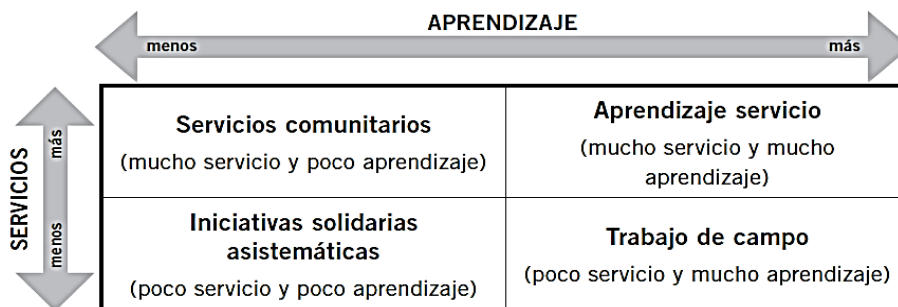 APRENDIZAJE
menos
más
SERVICIOS
más
menos
Servicios comunitarios
(mucho servicio y poco aprendizaje)
Aprendizaje servicio
(mucho servicio y mucho
aprendizaje)
Iniciativas solidarias
asistemáticas
(poco servicio y poco aprendizaje)
Trabajo de campo
(poco servicio y mucho aprendizaje)